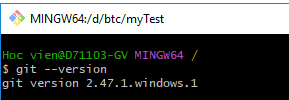 MINGW64:/d/btc/myTest
Hoc vien@D71103-GV MINGW64 /
$ git --version
git version 2.47.1.windows.1